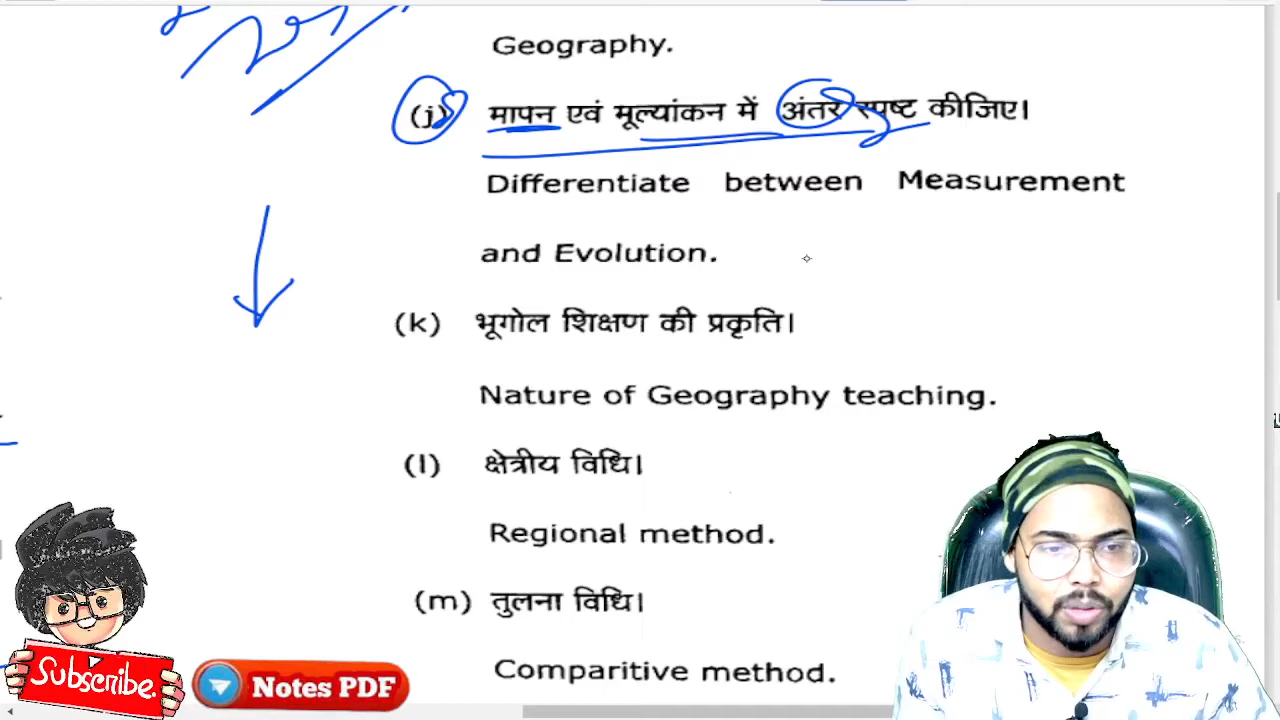 Geography.
(j) मापन एवं मूल्यांकन में अंतर स्पष्ट कीजिए।
Differentiate between Measurement
and Evolution.
(k) भूगोल शिक्षण की प्रकृति।
Nature of Geography teaching.
(l) क्षेत्रीय विधि।
Regional method.
(m) तुलना विधि।
Comparitive method.
Subscribe.
Notes PDF